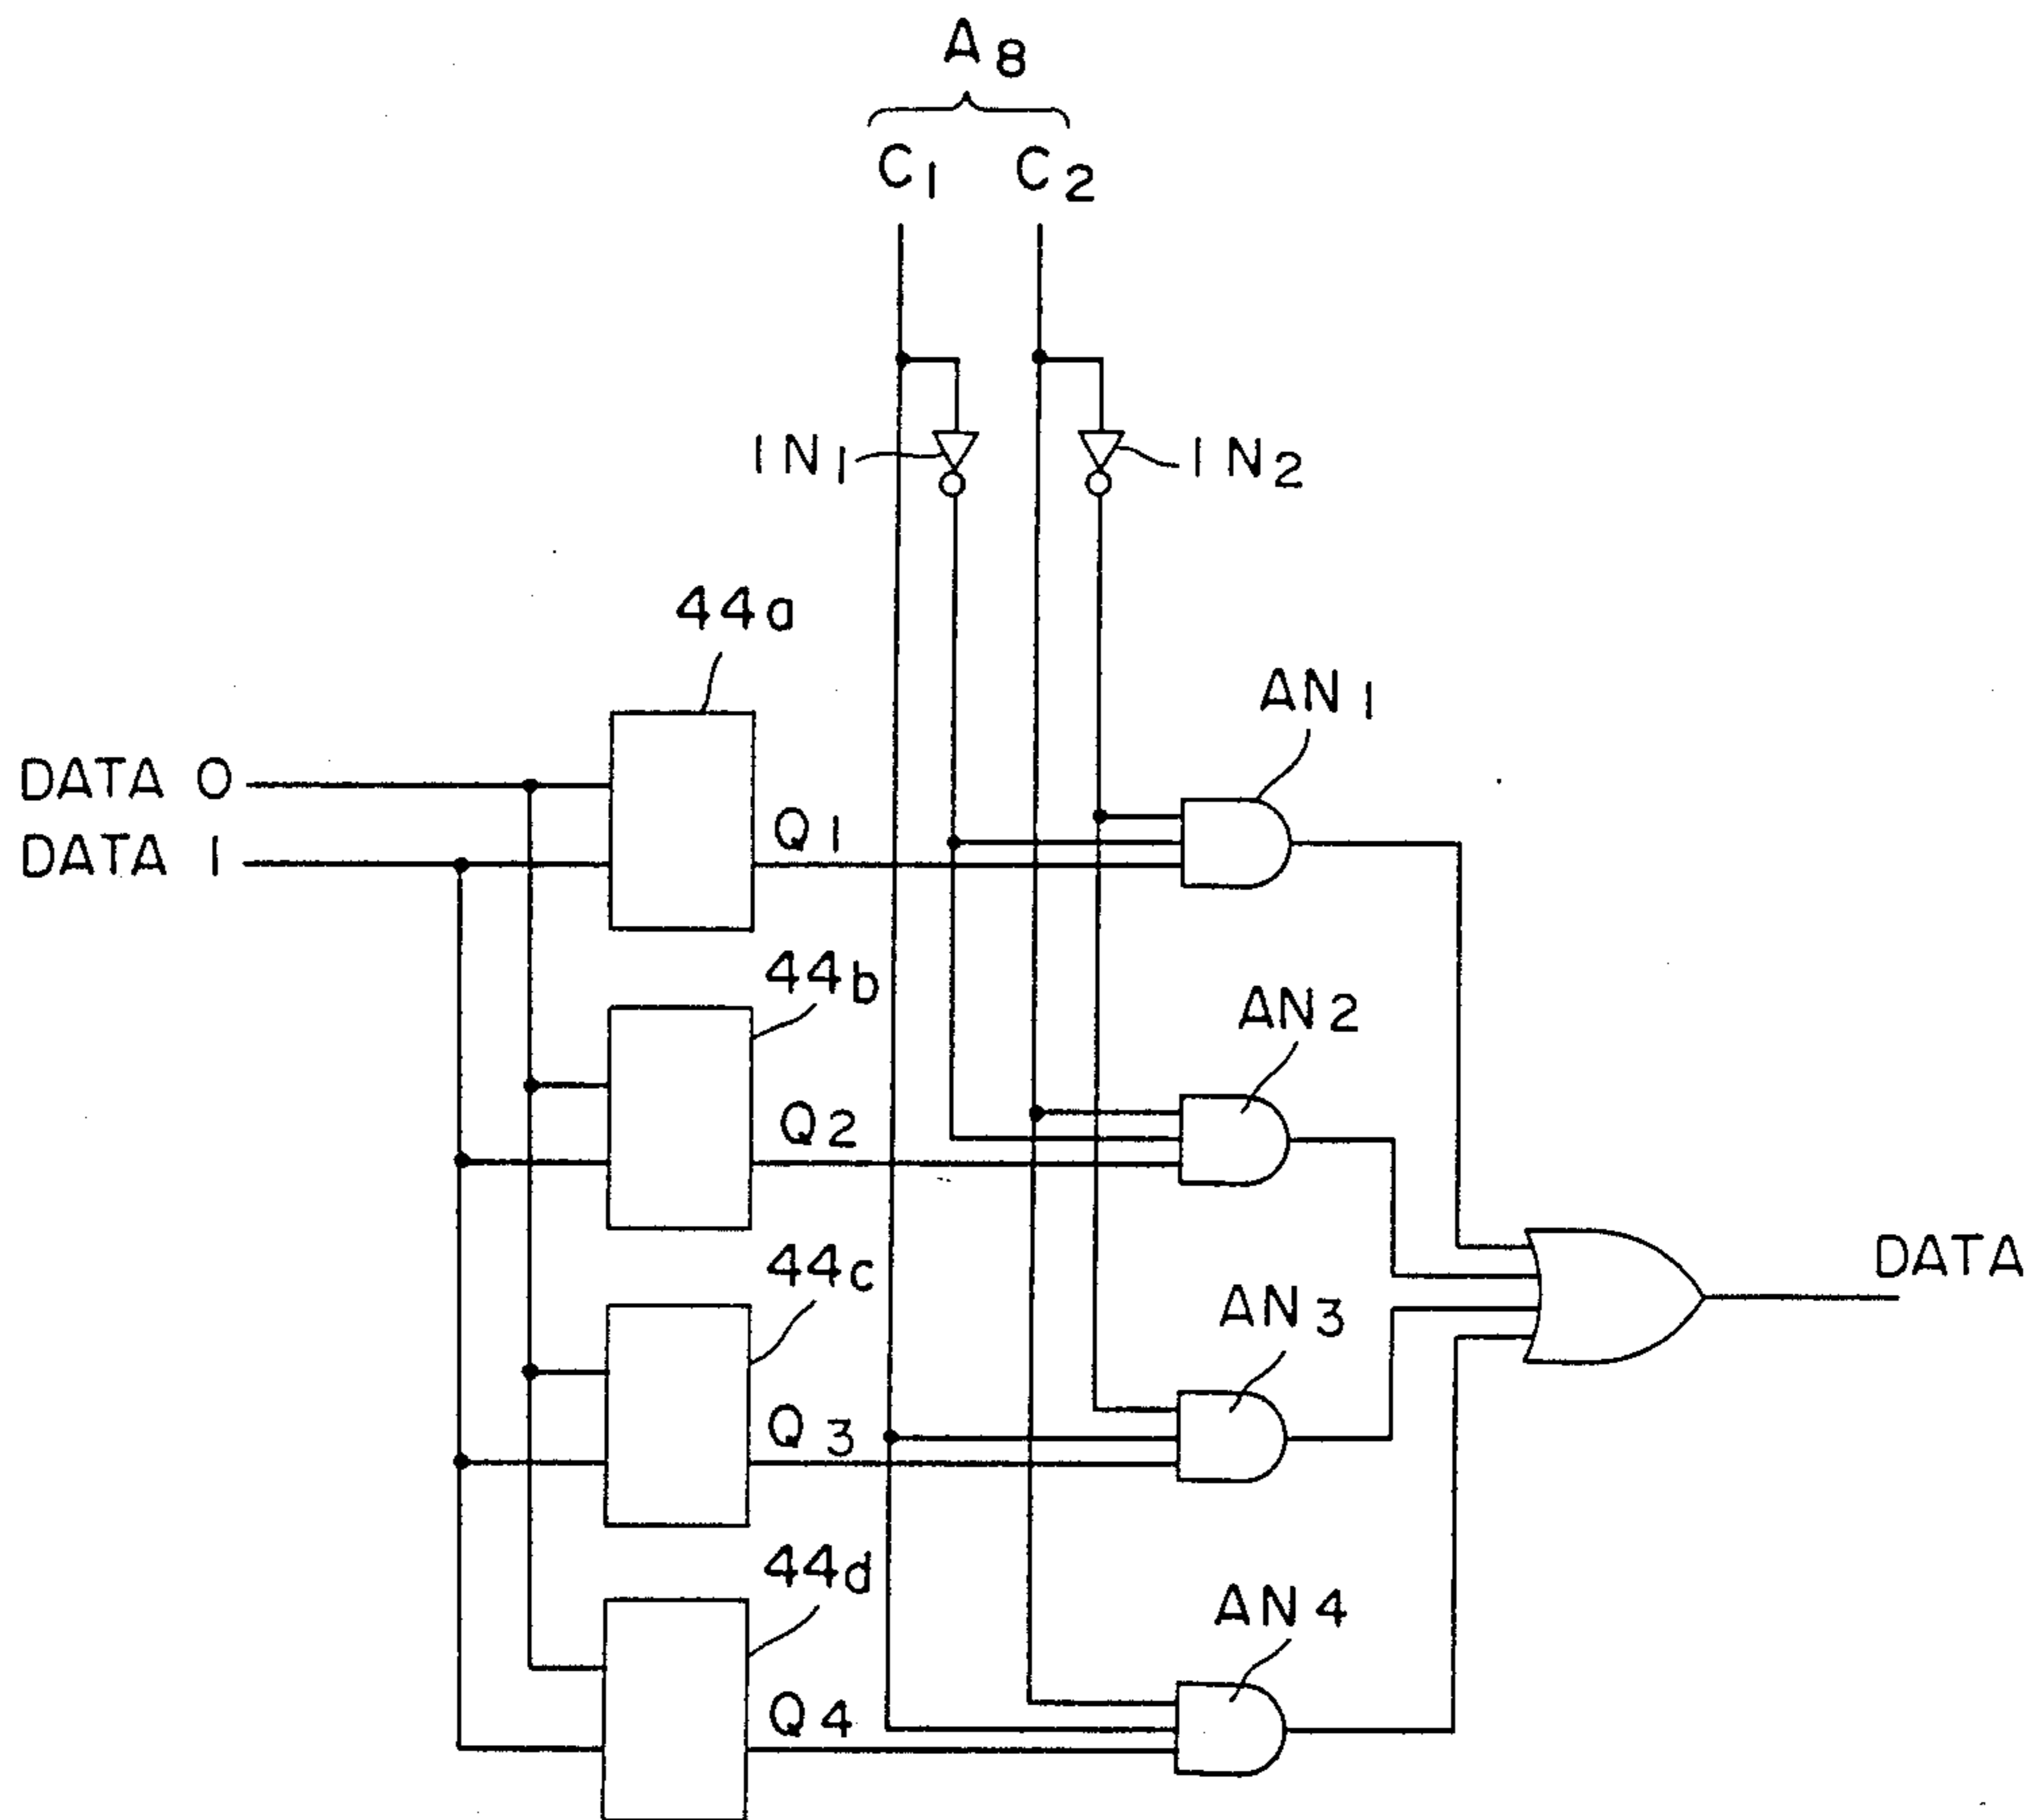 A8
C1 C2
IN1 IN2
44a
AN1
DATA 0
Q1
DATA 1
44b
AN2
Q2
44c
DATA
AN3
Q3
44d
AN4
Q4